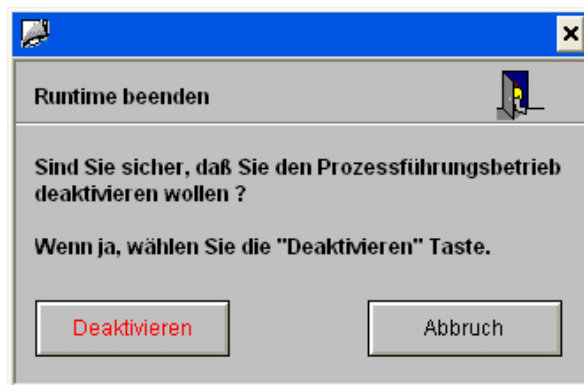 Runtime beenden
Sind Sie sicher, daß Sie den Prozessführungsbetrieb
deaktivieren wollen ?
Wenn ja, wählen Sie die "Deaktivieren" Taste.
Deaktivieren
Abbruch